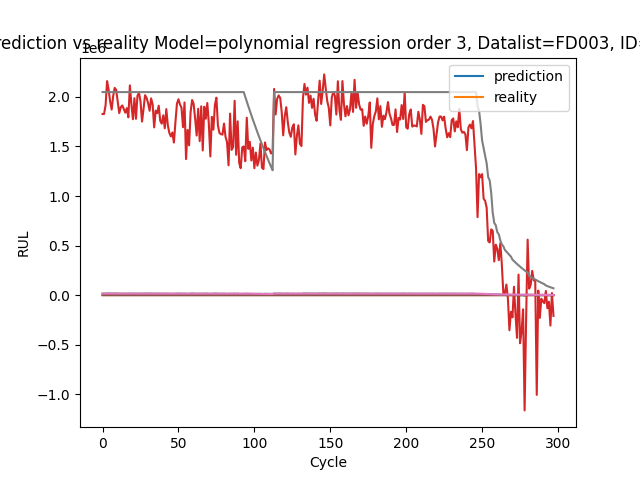 rediction vs reality Model=polynomial regression order 3, Datalist=FD003, ID=
1e6
prediction
reality
2.0
1.5
1.0
0.5
0.0
−0.5
−1.0
RUL
0 50 100 150 200 250 300
Cycle